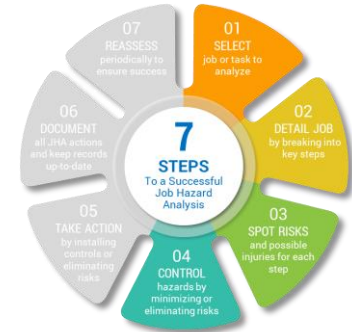 7
STEPS
To a Successful
Job Hazard
Analysis
01
SELECT
job or task to
analyze
02
DETAIL JOB
by breaking into
key steps
03
SPOT RISKS
and possible
injuries for each
step
04
CONTROL
hazards by
minimizing or
eliminating risks
05
TAKE ACTION
by installing
controls or
eliminating
risks
06
DOCUMENT
all JHA actions
and keep records
up-to-date
07
REASSESS
periodically to
ensure success